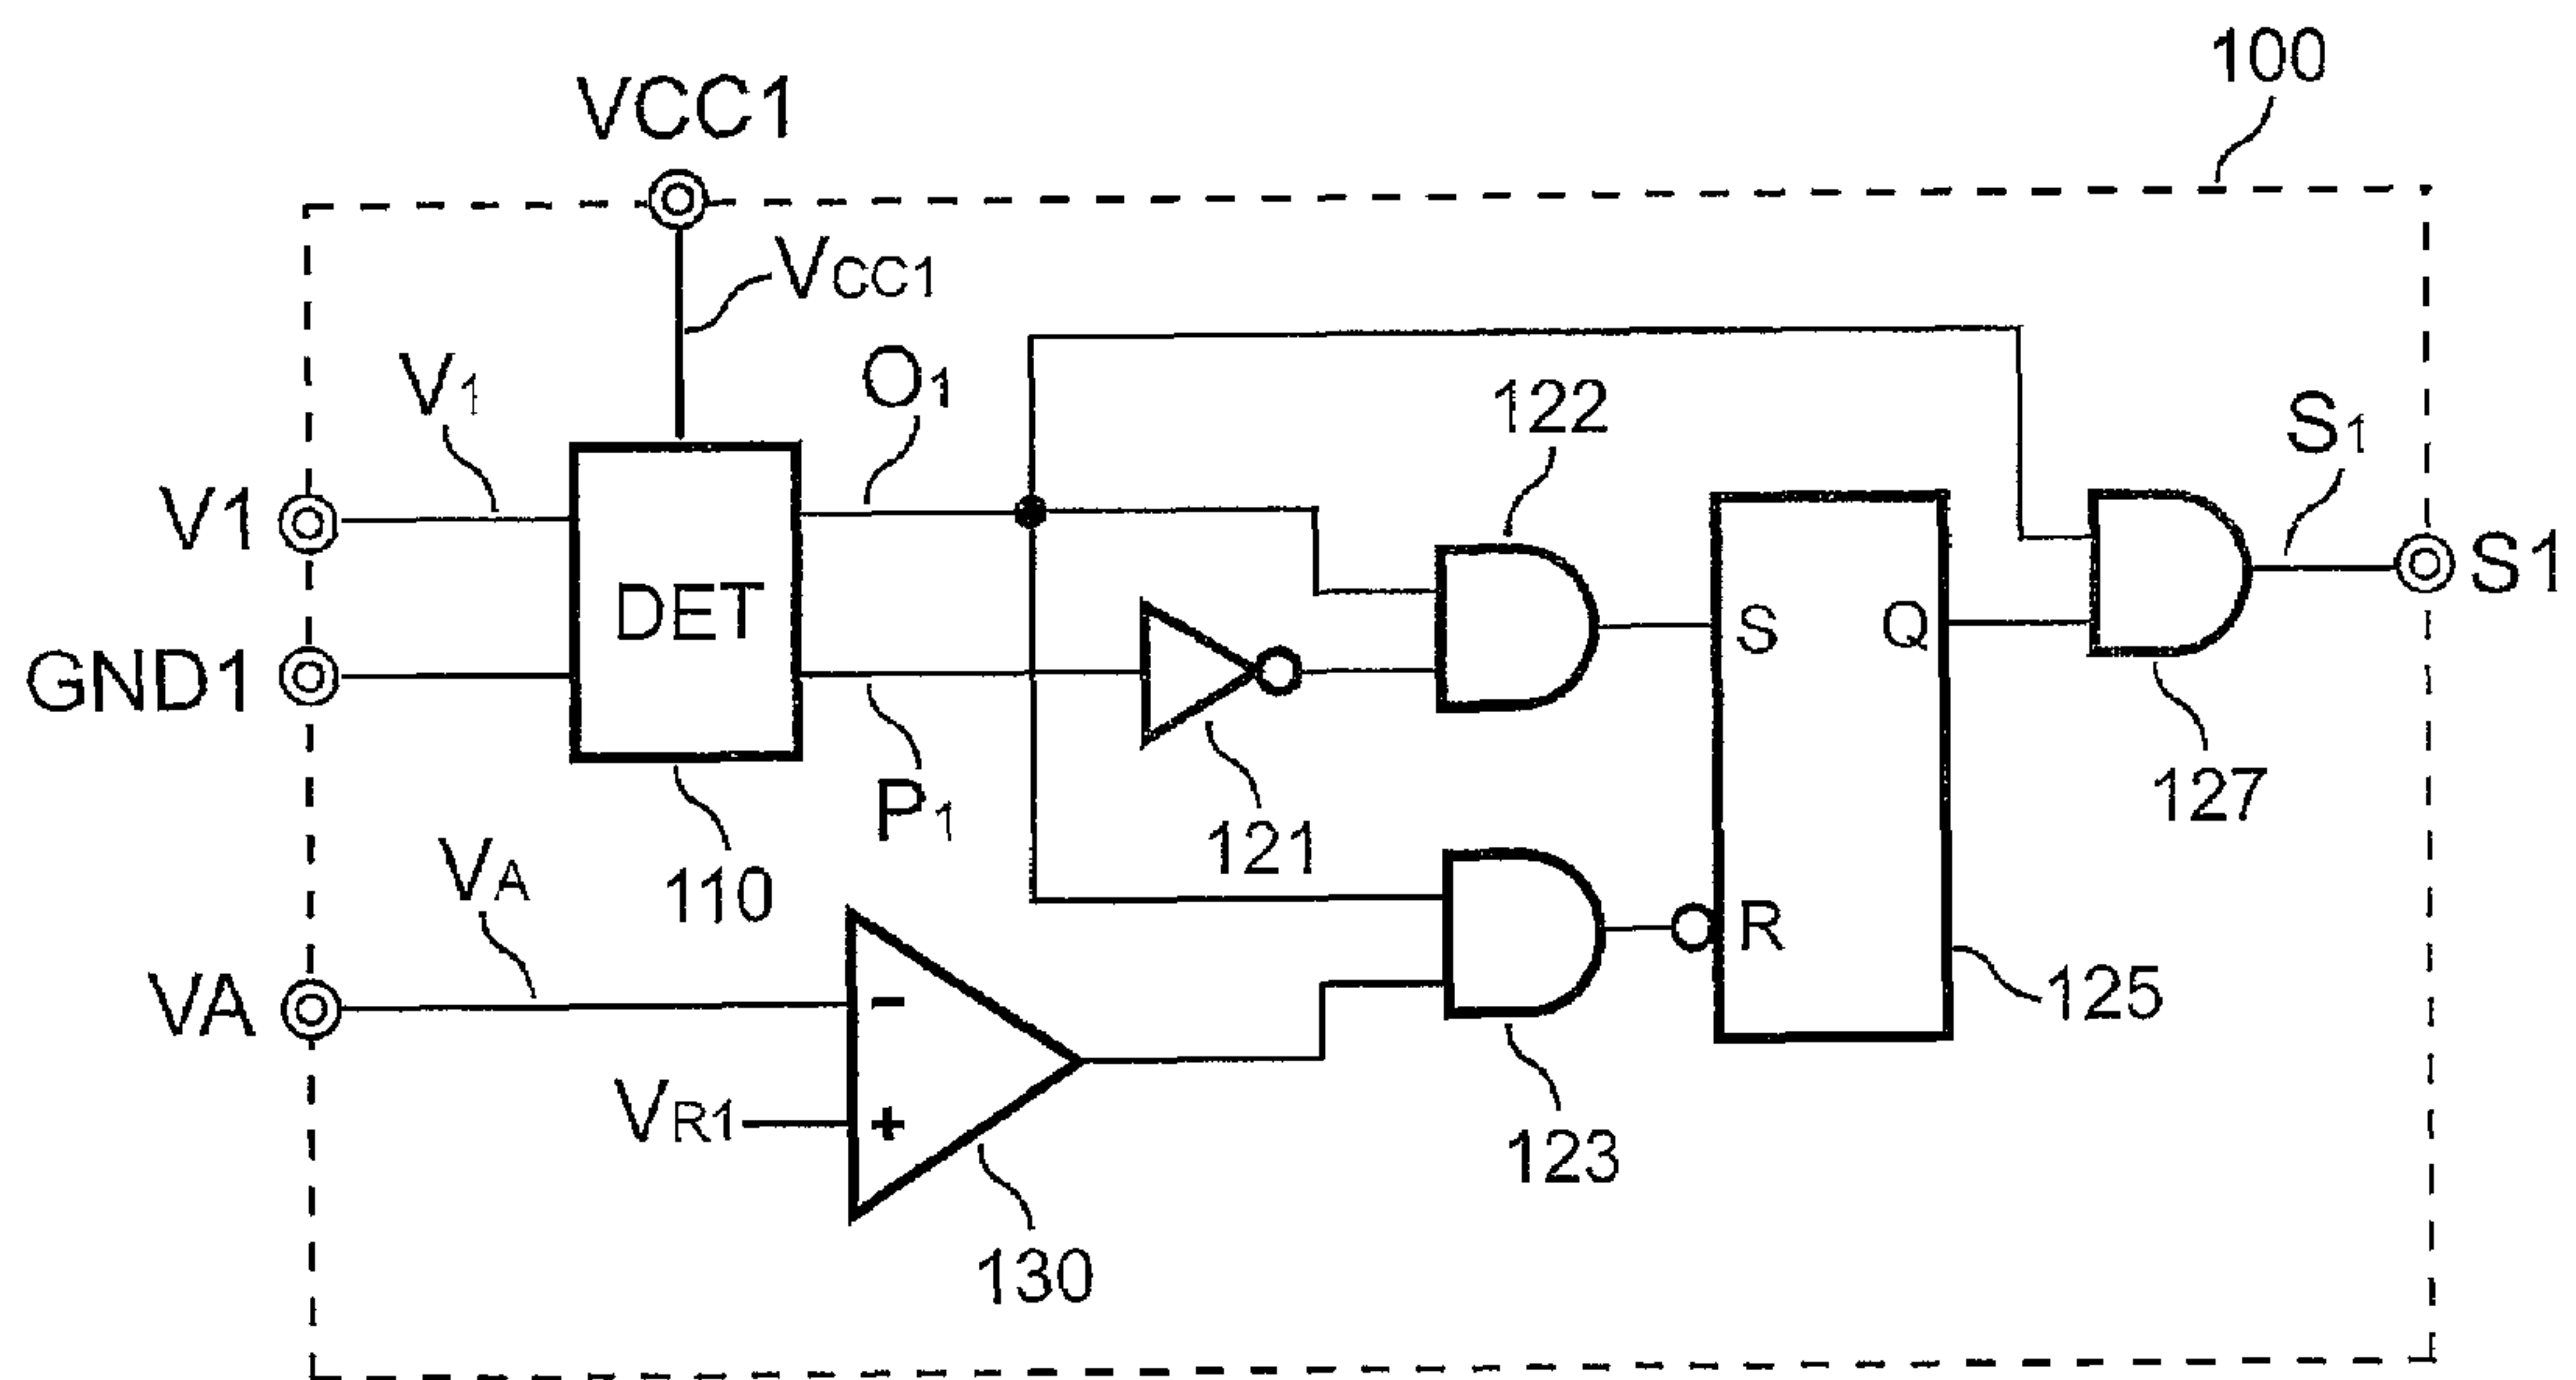 100
VCC1
VCC1
V1
O1
122
S1
V1
S1
DET
S
Q
GND1
127
P1
121
110
VA
R
125
VA
-
VR1
+
123
130